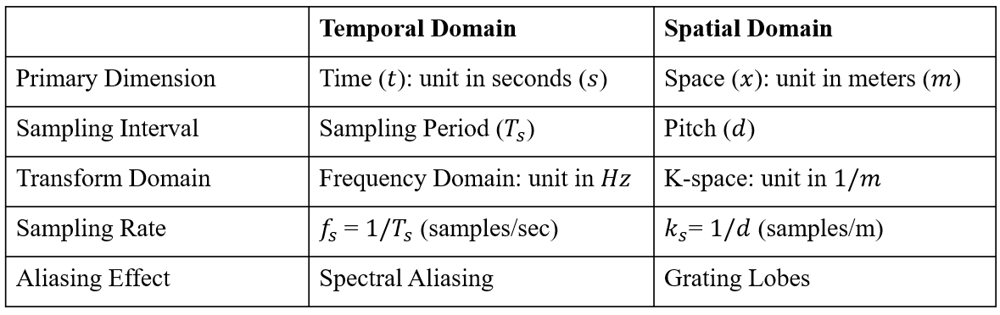 Temporal Domain Spatial Domain
Primary Dimension Time (t): unit in seconds (s) Space (x): unit in meters (m)
Sampling Interval Sampling Period (Tₛ) Pitch (d)
Transform Domain Frequency Domain: unit in Hz K-space: unit in 1/m
Sampling Rate fₛ = 1/Tₛ (samples/sec) kₛ= 1/d (samples/m)
Aliasing Effect Spectral Aliasing Grating Lobes